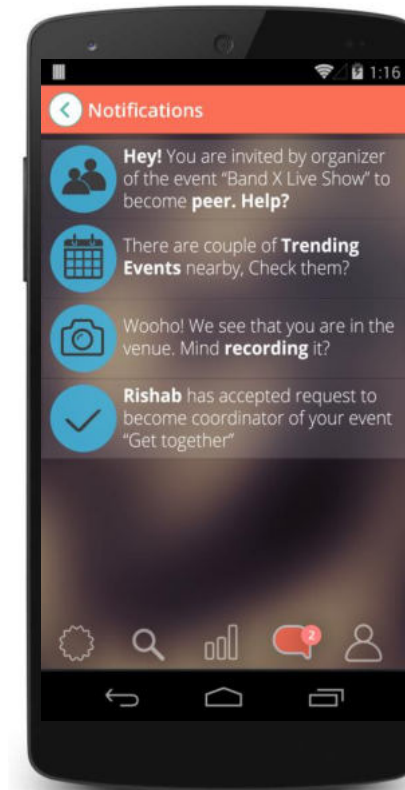 1:16
Notifications
Hey! You are invited by organizer
of the event “Band X Live Show” to
become peer. Help?
There are couple of Trending
Events nearby, Check them?
Wooho! We see that you are in the
venue. Mind recording it?
Rishab has accepted request to
become coordinator of your event
“Get together”
2